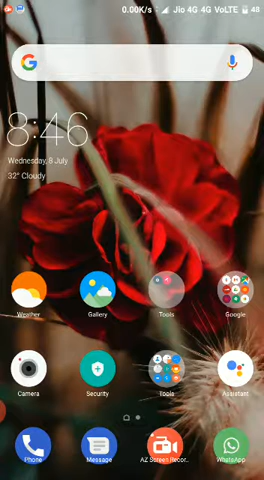 0.00K/s Jio 4G 4G VoLTE 48
8:46
Wednesday, 8 July
32° Cloudy
Weather Gallery Tools Google
Camera Security Tools Assistant
Phone Message AZ Screen Recor.. WhatsApp